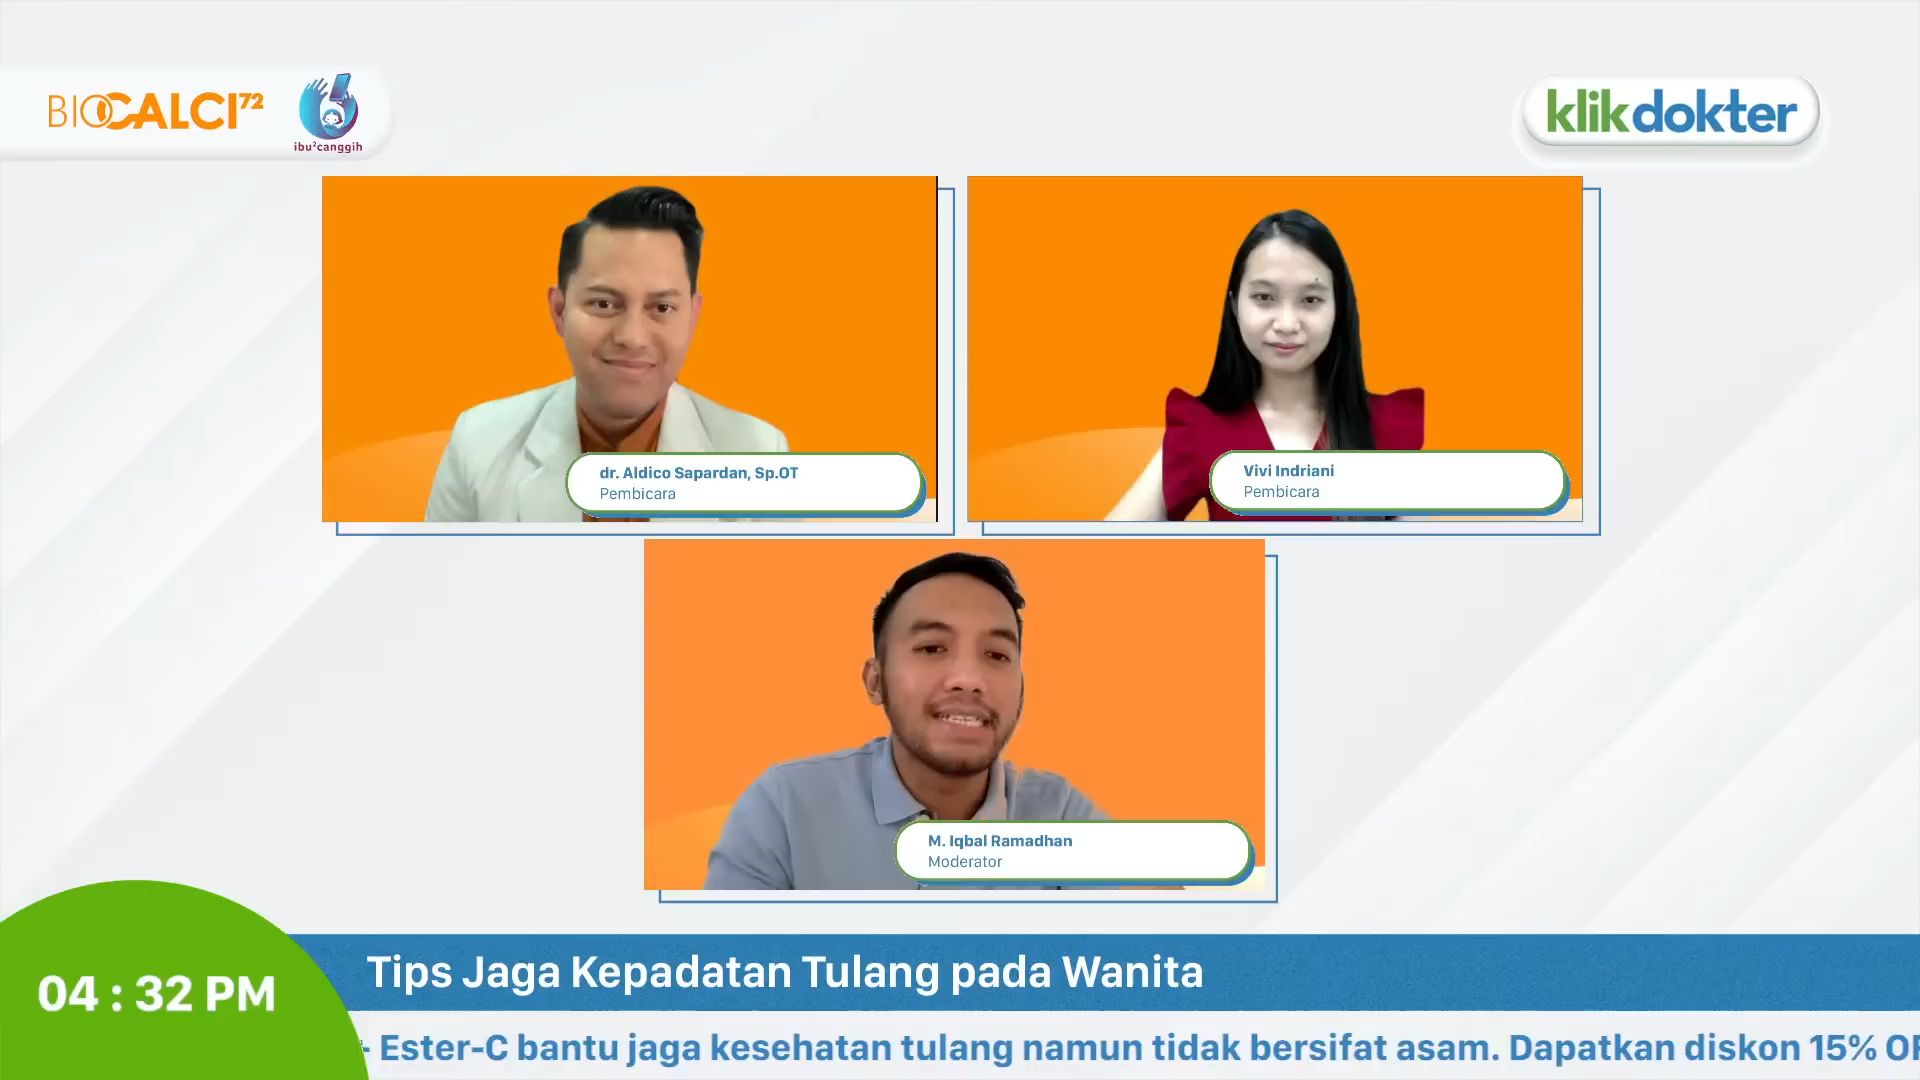 BIOCALCI72
ibu²canggih
klikdokter
dr. Aldico Sapardan, Sp.OT
Pembicara
Vivi Indriani
Pembicara
M. Iqbal Ramadhan
Moderator
04 : 32 PM
Tips Jaga Kepadatan Tulang pada Wanita
- Ester-C bantu jaga kesehatan tulang namun tidak bersifat asam. Dapatkan diskon 15%